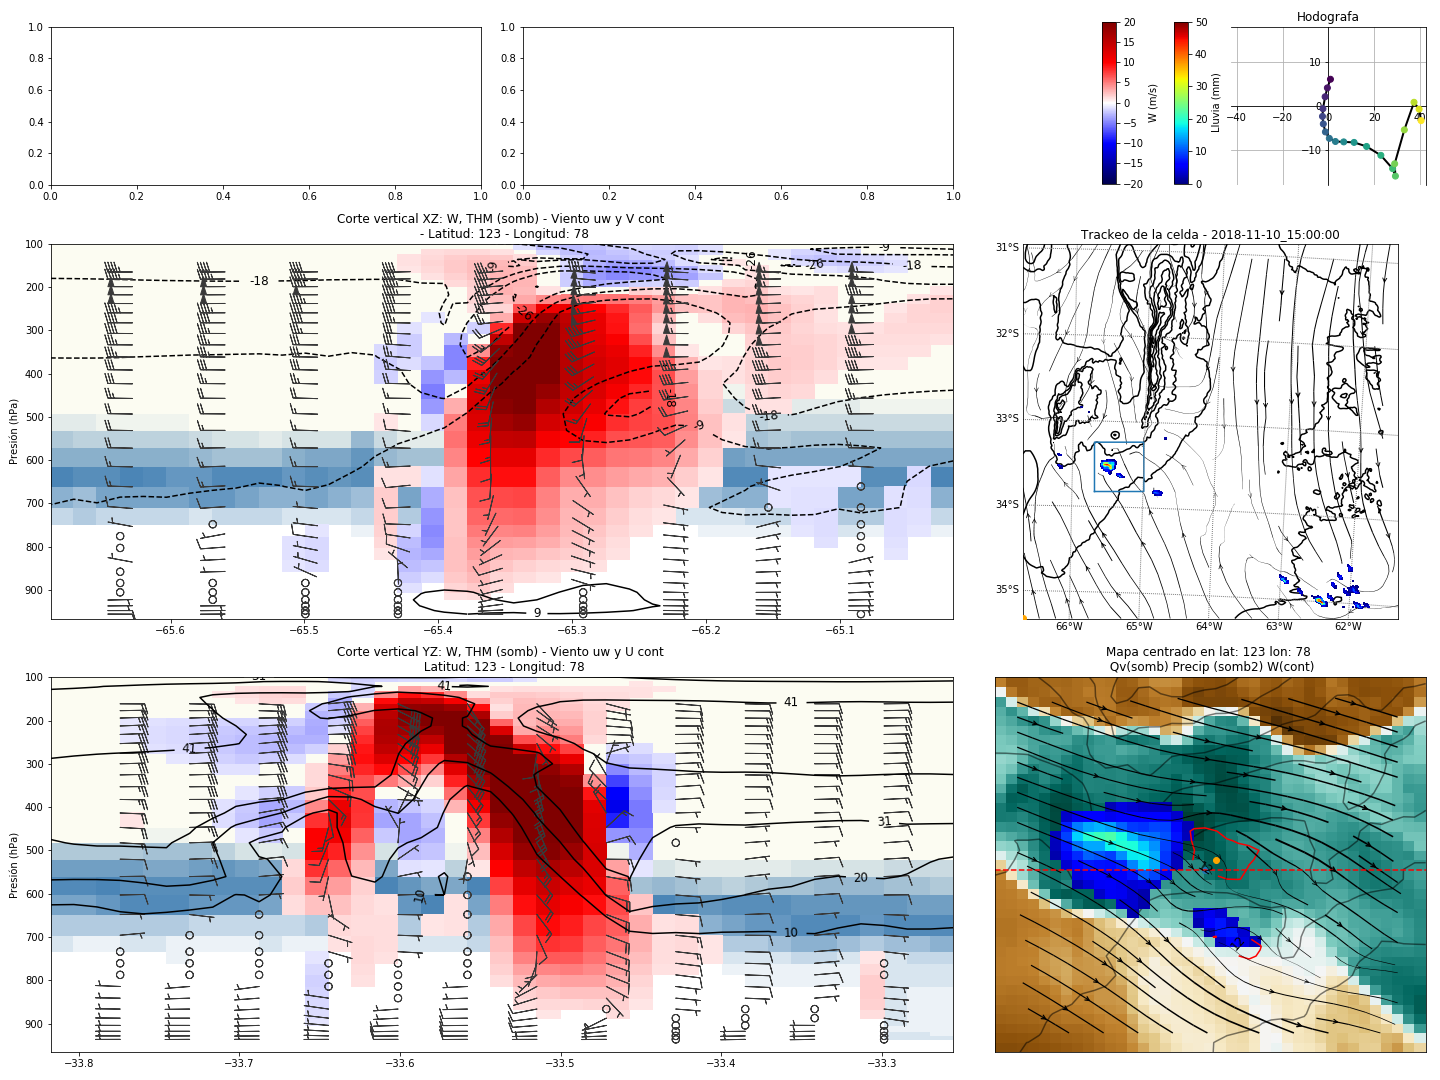 1.0
0.8
0.6
0.4
0.2
0.0
0.0 0.2 0.4 0.6 0.8 1.0
1.0
0.8
0.6
0.4
0.2
0.0
0.0 0.2 0.4 0.6 0.8 1.0
20
15
10
5
0
−5
−10
−15
−20
W (m/s)
50
40
30
20
10
0
Lluvia (mm)
Hodografa
10
−40 −20 0 0 20 40
−10
Corte vertical XZ: W, THM (somb) - Viento uw y V cont
- Latitud: 123 - Longitud: 78
Presión (hPa)
100
200
300
400
500
600
700
800
900
-18
-9
-26
-26
-9
-18
-18
-18
-18
-9
9
−65.6 −65.5 −65.4 −65.3 −65.2 −65.1
Trackeo de la celda - 2018-11-10_15:00:00
31°S
32°S
33°S
34°S
35°S
66°W 65°W 64°W 63°W 62°W
Corte vertical YZ: W, THM (somb) - Viento uw y U cont
Latitud: 123 - Longitud: 78
Presión (hPa)
100
200
300
400
500
600
700
800
900
41
41
41
31
20
10
10
−33.8 −33.7 −33.6 −33.5 −33.4 −33.3
Mapa centrado en lat: 123 lon: 78
Qv(somb) Precip (somb2) W(cont)